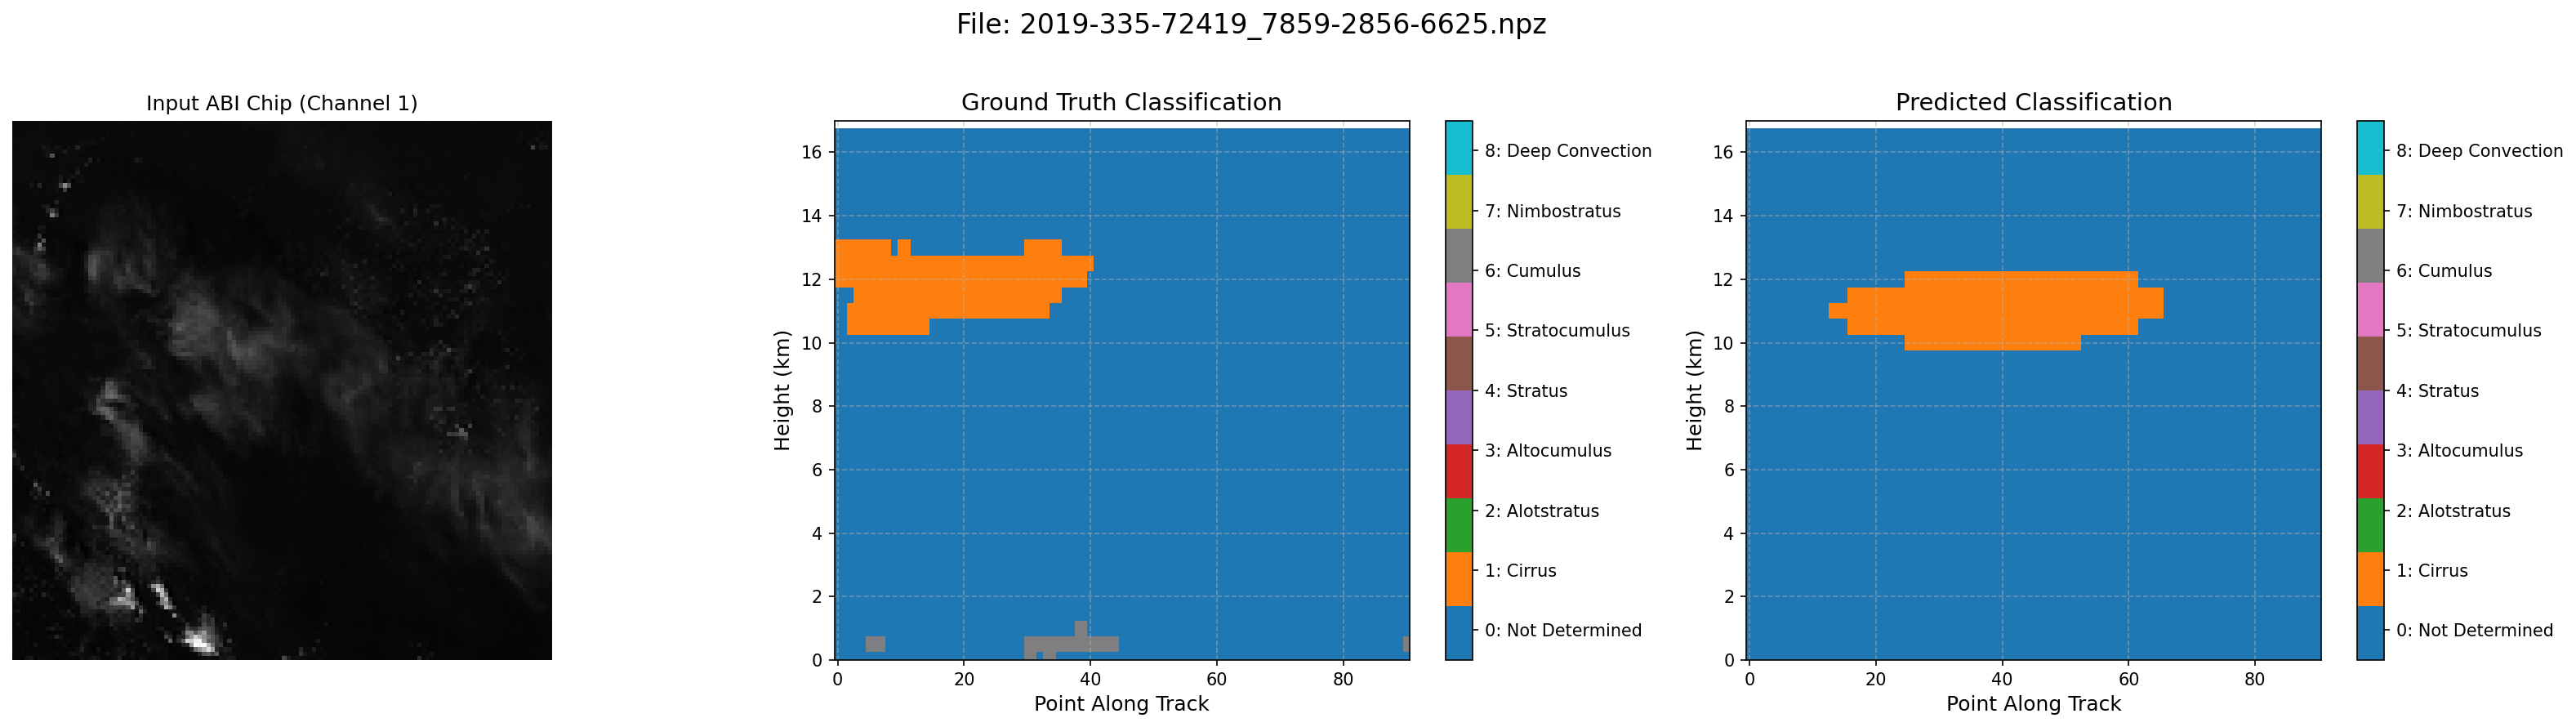 File: 2019-335-72419_7859-2856-6625.npz
Input ABI Chip (Channel 1)
Ground Truth Classification
16
14
12
10
8
6
4
2
0
Height (km)
0 20 40 60 80
Point Along Track
8: Deep Convection
7: Nimbostratus
6: Cumulus
5: Stratocumulus
4: Stratus
3: Altocumulus
2: Alotstratus
1: Cirrus
0: Not Determined
Predicted Classification
16
14
12
10
8
6
4
2
0
Height (km)
0 20 40 60 80
Point Along Track
8: Deep Convection
7: Nimbostratus
6: Cumulus
5: Stratocumulus
4: Stratus
3: Altocumulus
2: Alotstratus
1: Cirrus
0: Not Determined